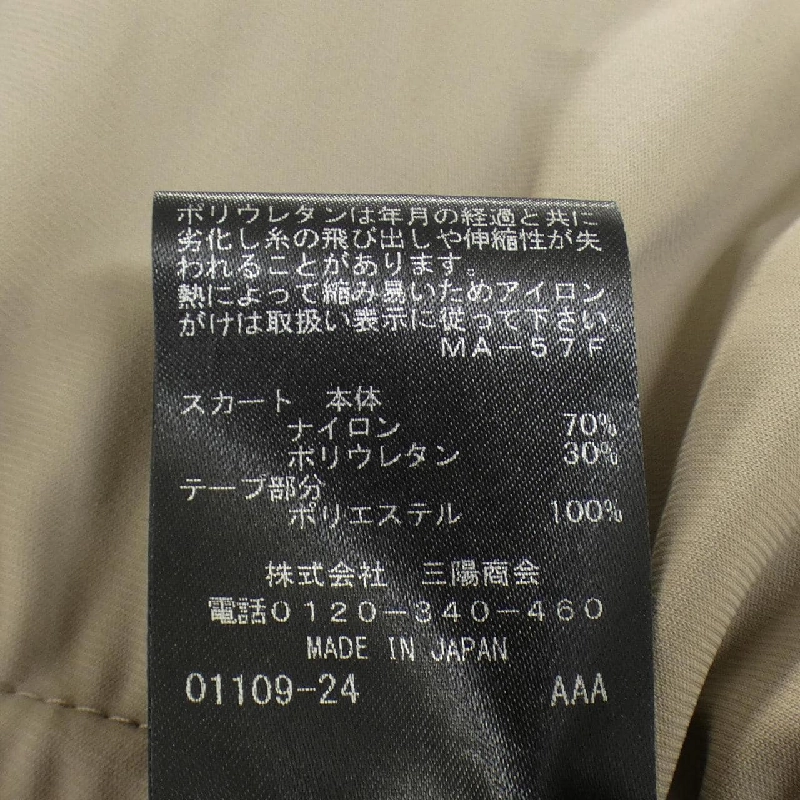 ポリウレタンは年月の経過と共に
劣化し糸の飛び出しや伸縮性が失
われることがあります。
熱によって縮み易いためアイロン
がけは取扱い表示に従って下さい。
MA－57F
スカート 本体
ナイロン 70%
ポリウレタン 30%
テープ部分
ポリエステル 100%
株式会社 三陽商会
電話0120－340－460
MADE IN JAPAN
01109-24 AAA